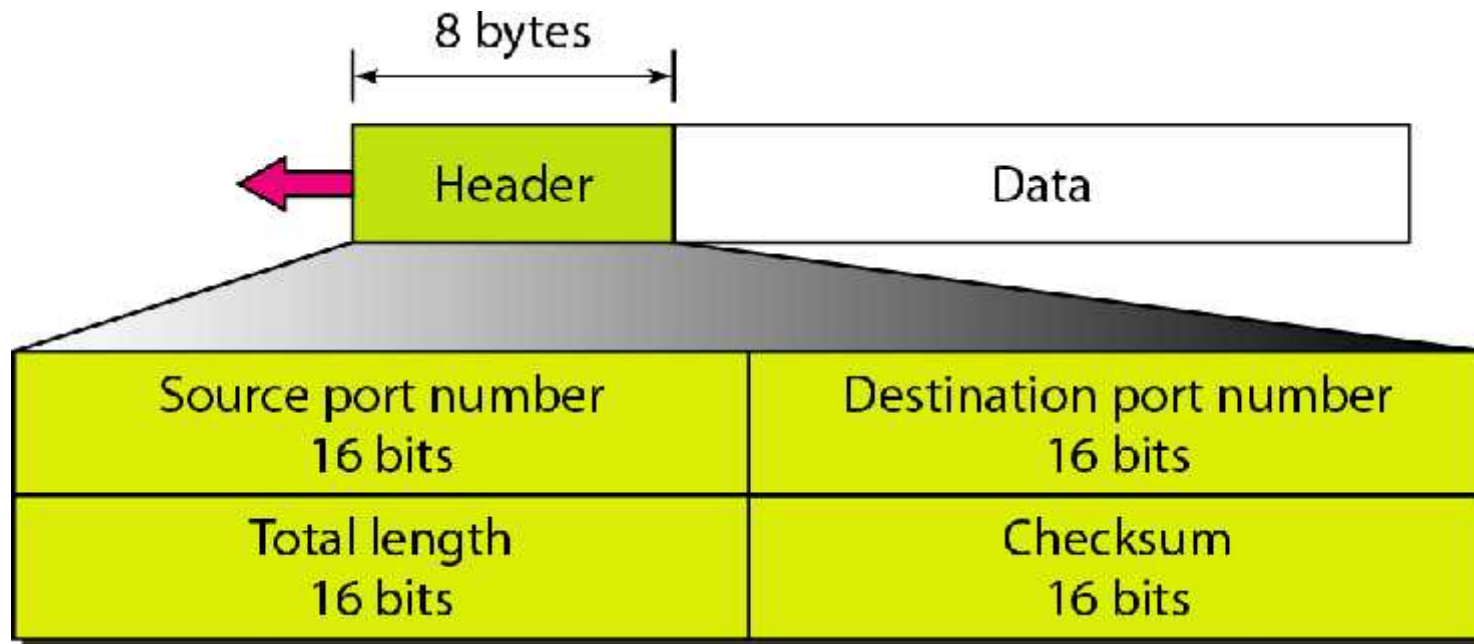 8 bytes
Header
Data
Source port number
16 bits
Destination port number
16 bits
Total length
16 bits
Checksum
16 bits